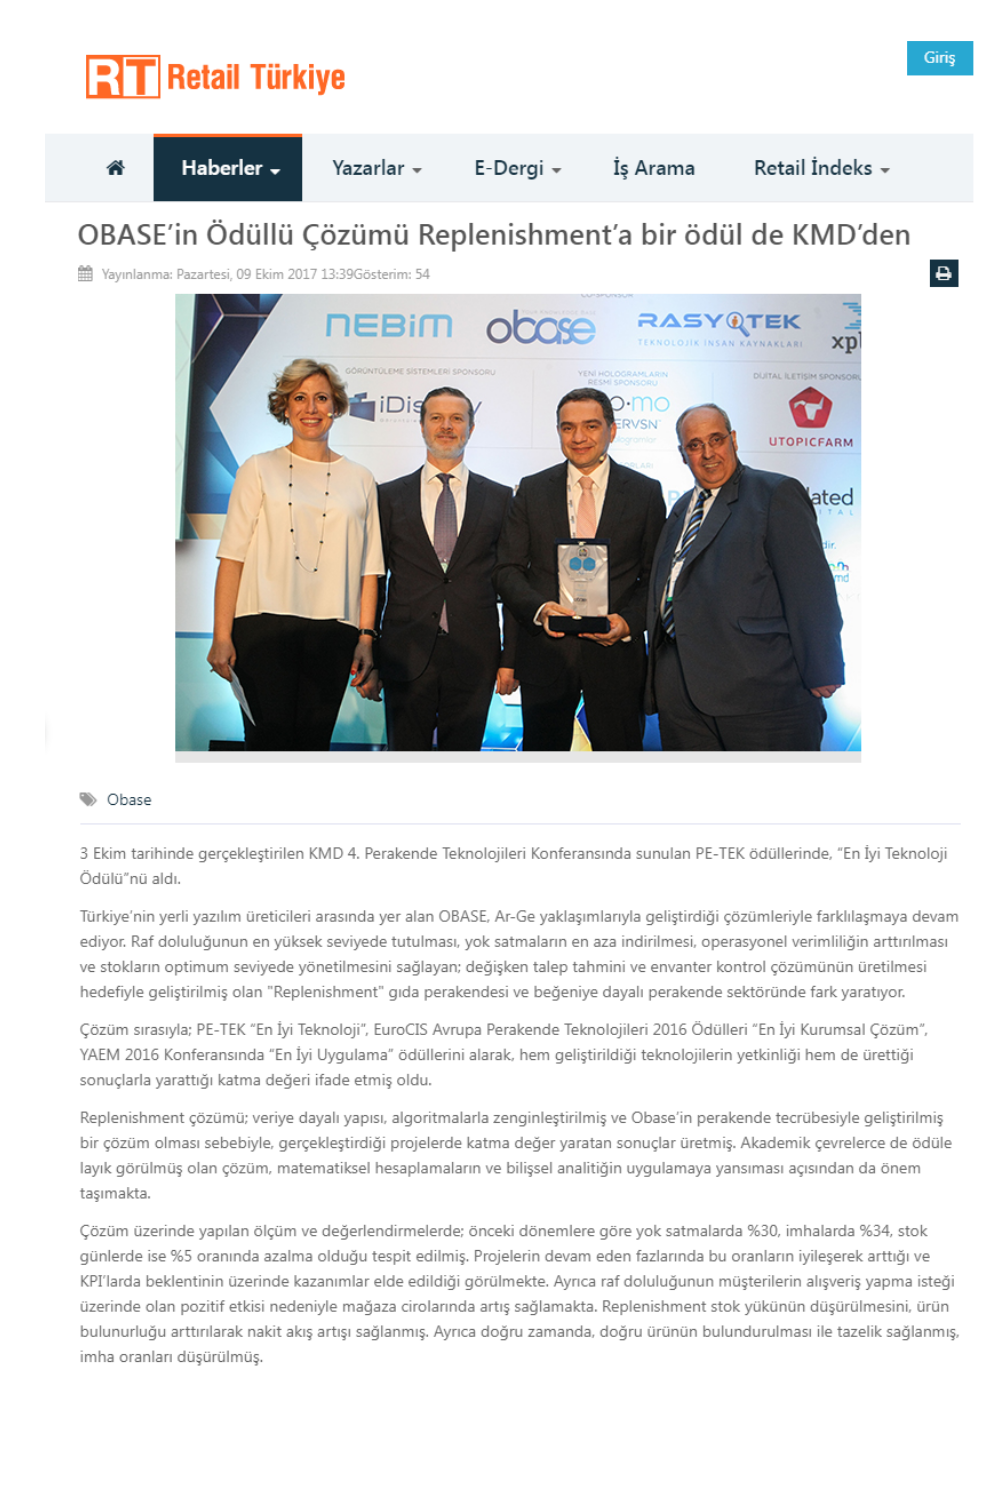 Giriş
RT Retail Türkiye
Haberler
Yazarlar
E-Dergi
İş Arama
Retail İndeks
OBASE’in Ödüllü Çözümü Replenishment’a bir ödül de KMD’den
Yayınlanma: Pazartesi, 09 Ekim 2017 13:39Gösterim: 54
CO-SPONSOR
NEBiM
obase
RASYOTEK
TEKNOLOJİK İNSAN KAYNAKLARI
GÖRÜNTÜLEME SİSTEMLERİ SPONSORU
YENİ HOLOGRAMLARIN
RESMİ SPONSORU
DİJİTAL İLETİŞİM SPONSORU
UTOPICFARM
Obase
3 Ekim tarihinde gerçekleştirilen KMD 4. Perakende Teknolojileri Konferansında sunulan PE-TEK ödüllerinde, “En İyi Teknoloji
Ödülü”nü aldı.
Türkiye’nin yerli yazılım üreticileri arasında yer alan OBASE, Ar-Ge yaklaşımlarıyla geliştirdiği çözümleriyle farklılaşmaya devam
ediyor. Raf doluluğunun en yüksek seviyede tutulması, yok satmaların en aza indirilmesi, operasyonel verimliliğin arttırılması
ve stokların optimum seviyede yönetilmesini sağlayan; değişken talep tahmini ve envanter kontrol çözümünün üretilmesi
hedefiyle geliştirilmiş olan "Replenishment" gıda perakendesi ve beğeniye dayalı perakende sektöründe fark yaratıyor.
Çözüm sırasıyla; PE-TEK “En İyi Teknoloji”, EuroCIS Avrupa Perakende Teknolojileri 2016 Ödülleri “En İyi Kurumsal Çözüm”,
YAEM 2016 Konferansında “En İyi Uygulama” ödüllerini alarak, hem geliştirildiği teknolojilerin yetkinliği hem de ürettiği
sonuçlarla yarattığı katma değeri ifade etmiş oldu.
Replenishment çözümü; veriye dayalı yapısı, algoritmalarla zenginleştirilmiş ve Obase’in perakende tecrübesiyle geliştirilmiş
bir çözüm olması sebebiyle, gerçekleştirdiği projelerde katma değer yaratan sonuçlar üretmiş. Akademik çevrelerce de ödüle
layık görülmüş olan çözüm, matematiksel hesaplamaların ve bilişsel analitiğin uygulamaya yansıması açısından da önem
taşımakta.
Çözüm üzerinde yapılan ölçüm ve değerlendirmelerde; önceki dönemlere göre yok satmalarda %30, imhalarda %34, stok
günlerde ise %5 oranında azalma olduğu tespit edilmiş. Projelerin devam eden fazlarında bu oranların iyileşerek arttığı ve
KPI’larda beklentinin üzerinde kazanımlar elde edildiği görülmekte. Ayrıca raf doluluğunun müşterilerin alışveriş yapma isteği
üzerinde olan pozitif etkisi nedeniyle mağaza cirolarında artış sağlamakta. Replenishment stok yükünün düşürülmesini, ürün
bulunurluğu arttırılarak nakit akış artışı sağlanmış. Ayrıca doğru zamanda, doğru ürünün bulundurulması ile tazelik sağlanmış,
imha oranları düşürülmüş.